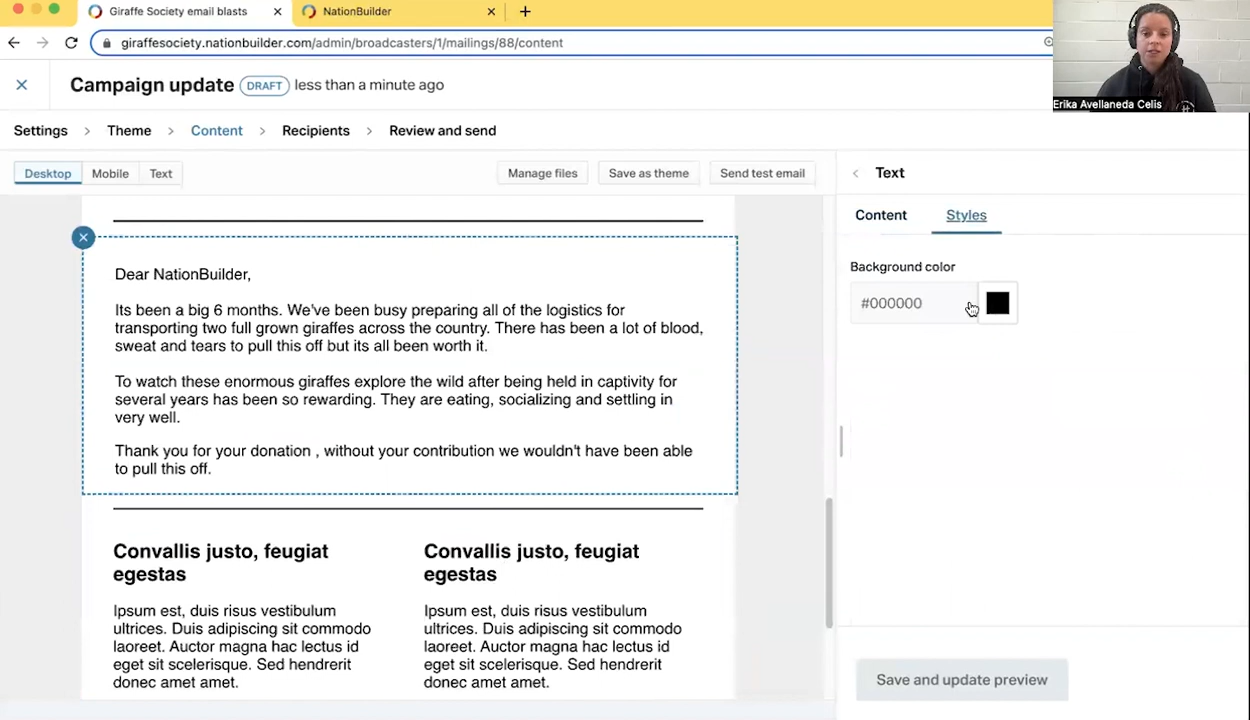 Giraffe Society email blasts
NationBuilder
giraffesociety.nationbuilder.com/admin/broadcasters/1/mailings/88/content
Campaign update DRAFT less than a minute ago
Erika Avellaneda Celis
Settings > Theme > Content > Recipients > Review and send
Desktop Mobile Text Manage files Save as theme Send test email
Dear NationBuilder,
Its been a big 6 months. We've been busy preparing all of the logistics for
transporting two full grown giraffes across the country. There has been a lot of blood,
sweat and tears to pull this off but its all been worth it.
To watch these enormous giraffes explore the wild after being held in captivity for
several years has been so rewarding. They are eating, socializing and settling in
very well.
Thank you for your donation , without your contribution we wouldn't have been able
to pull this off.
Convallis justo, feugiat
egestas
Ipsum est, duis risus vestibulum
ultrices. Duis adipiscing sit commodo
laoreet. Auctor magna hac lectus id
eget sit scelerisque. Sed hendrerit
donec amet amet.
Convallis justo, feugiat
egestas
Ipsum est, duis risus vestibulum
ultrices. Duis adipiscing sit commodo
laoreet. Auctor magna hac lectus id
eget sit scelerisque. Sed hendrerit
donec amet amet.
Text
Content Styles
Background color
#000000
Save and update preview